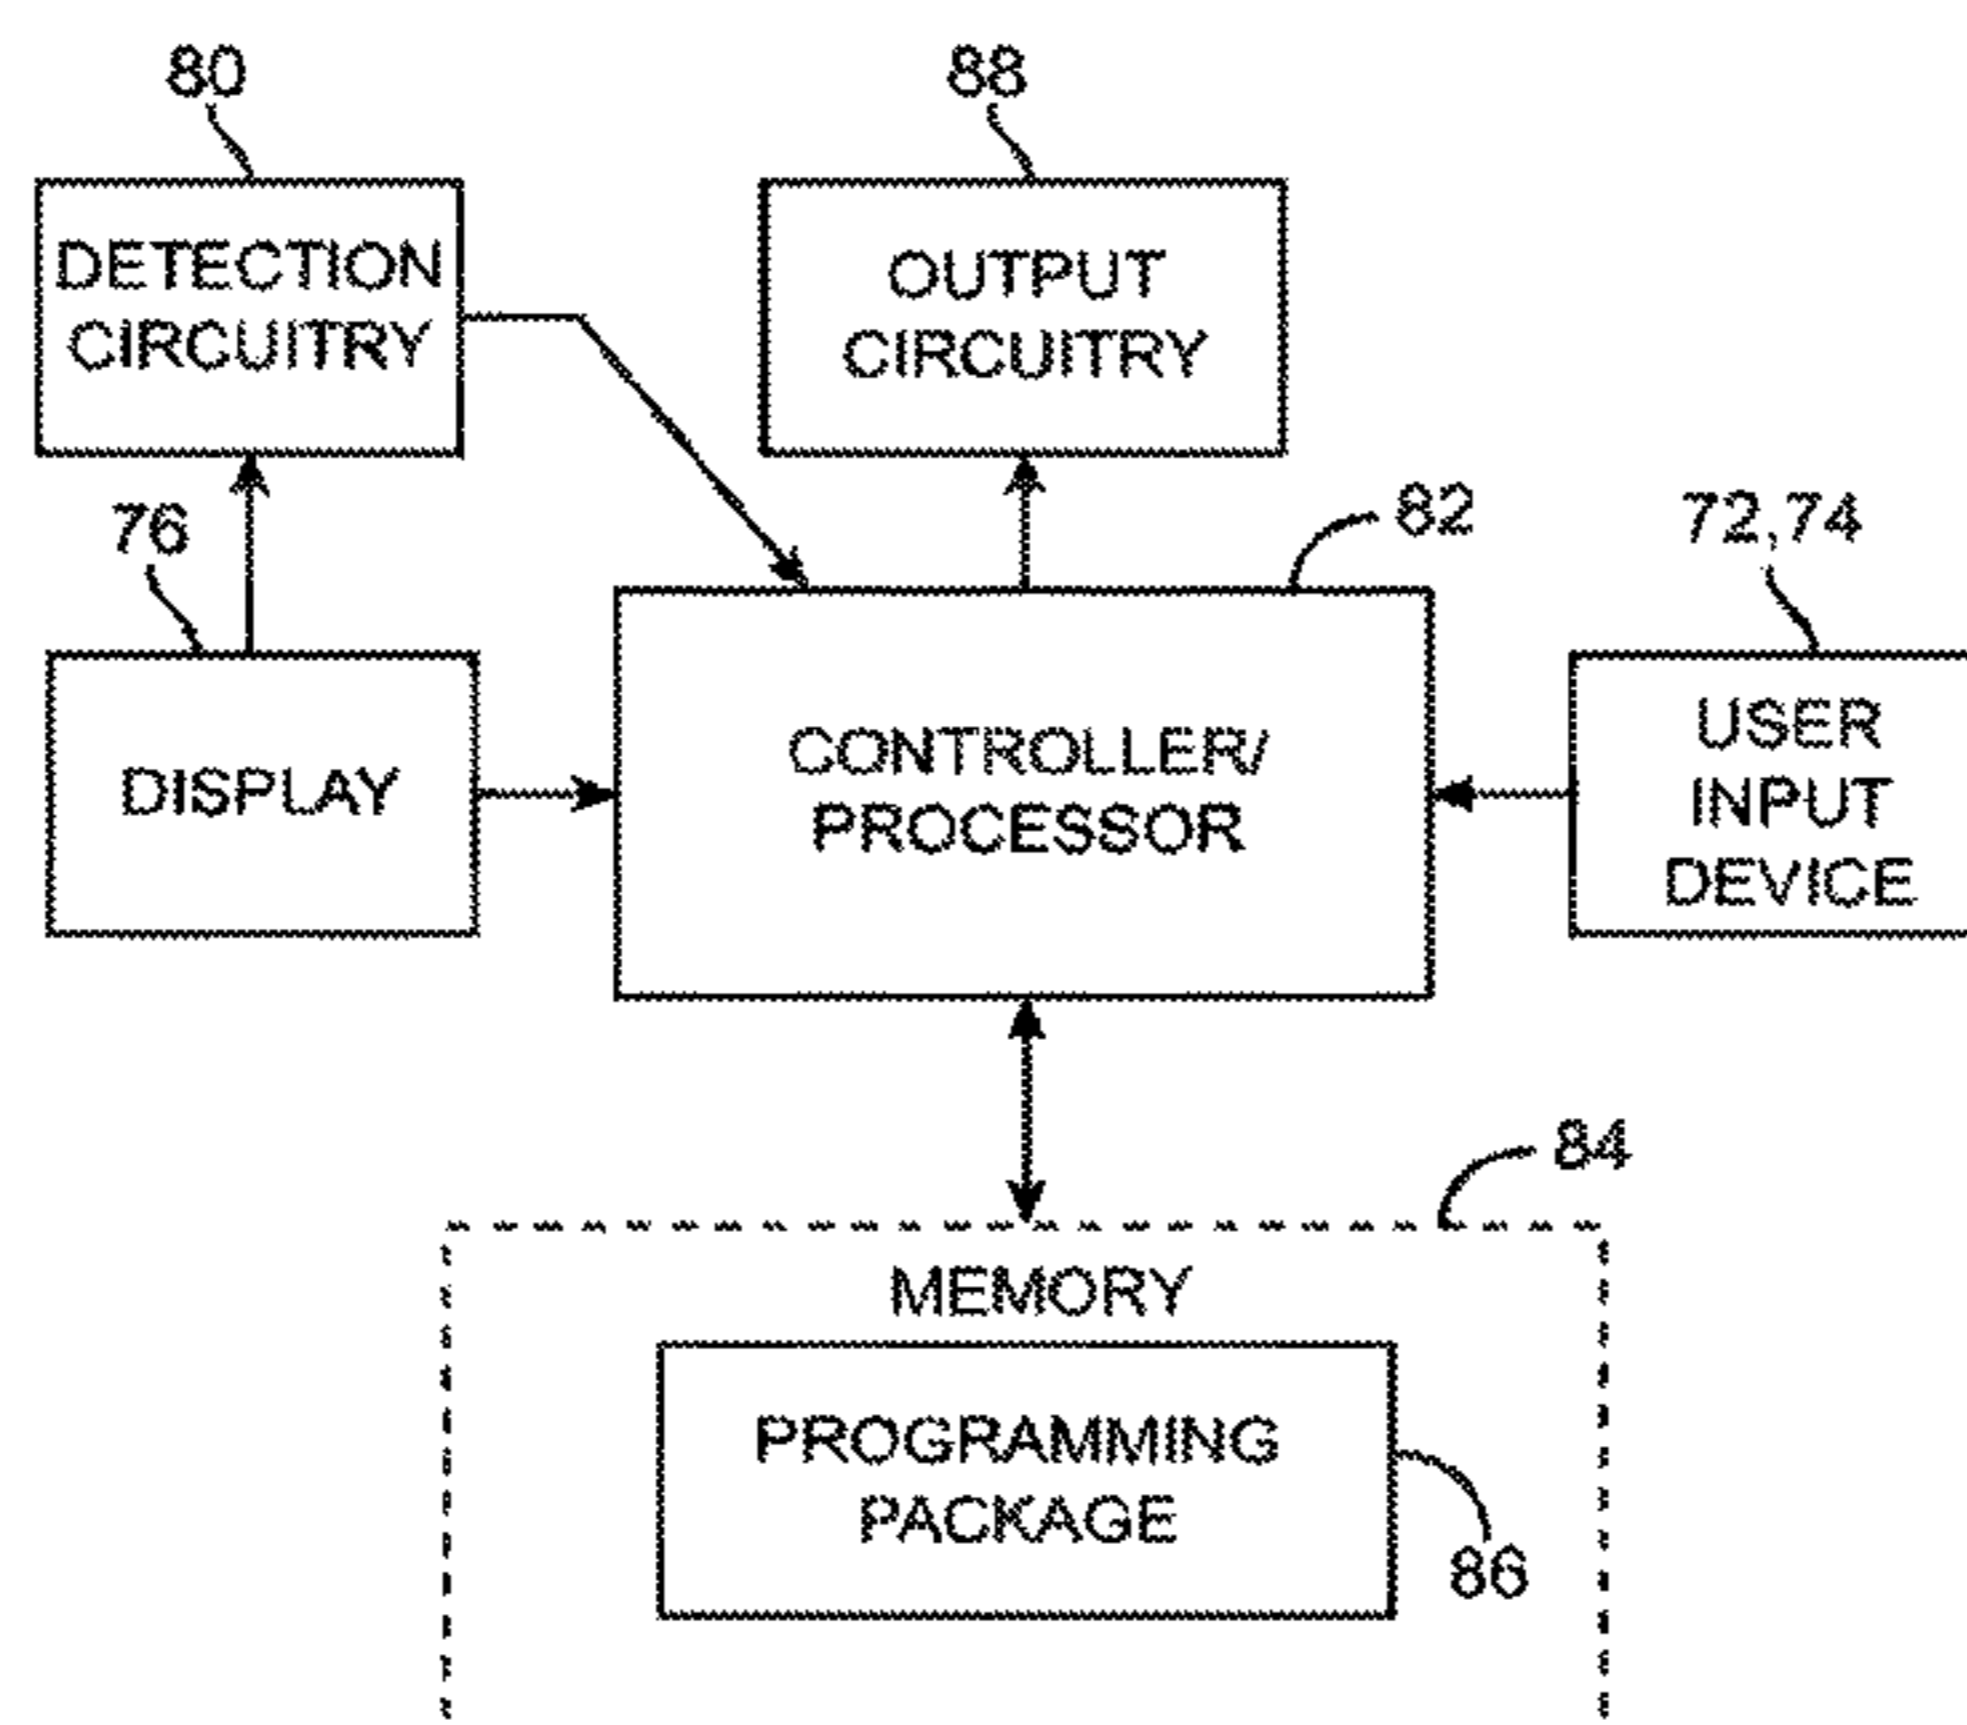 80
88
DETECTION
CIRCUITRY
OUTPUT
CIRCUITRY
76
82
72,74
DISPLAY
CONTROLLER/
PROCESSOR
USER
INPUT
DEVICE
84
MEMORY
PROGRAMMING
PACKAGE
86